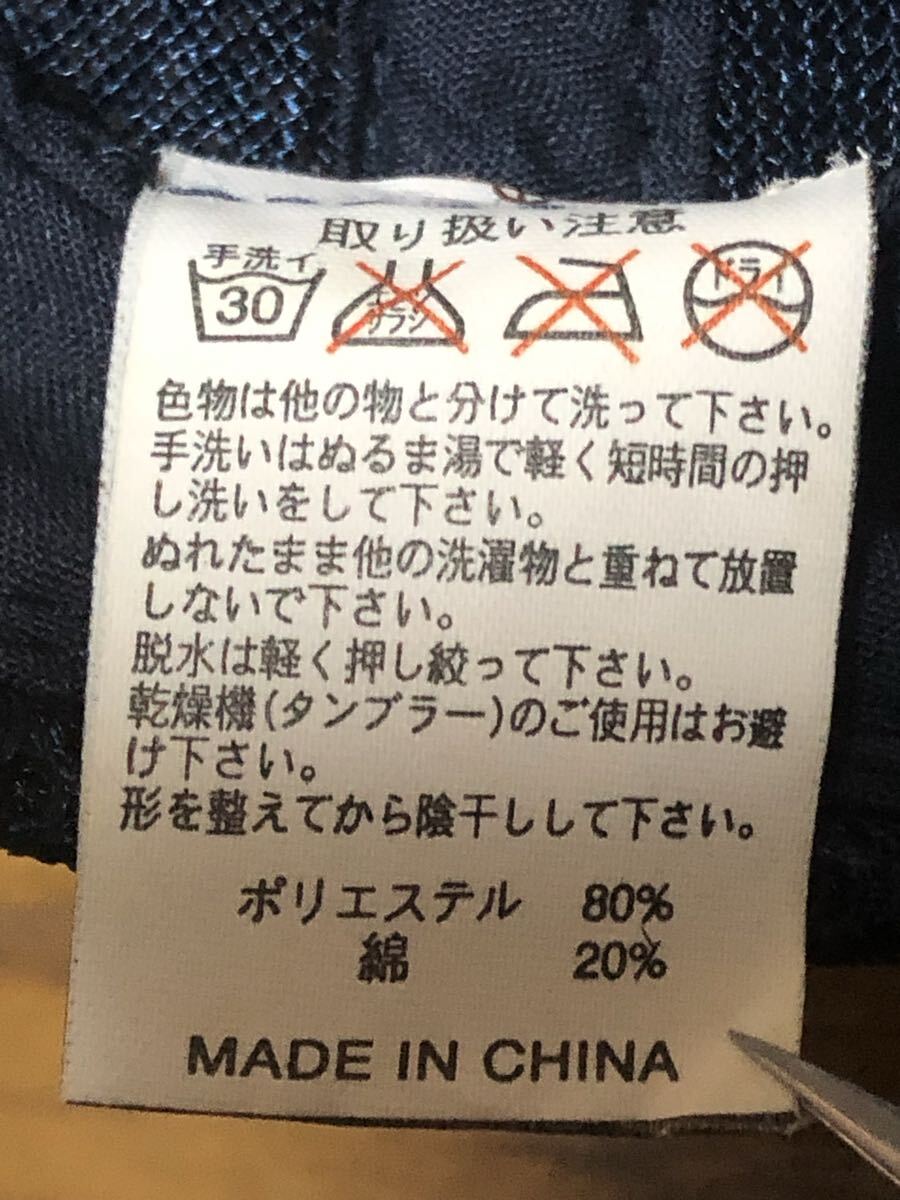 取り扱い注意
手洗イ
30
エンソ
サラシ
ドライ
色物は他の物と分けて洗って下さい。
手洗いはぬるま湯で軽く短時間の押
し洗いをして下さい。
ぬれたまま他の洗濯物と重ねて放置
しないで下さい。
脱水は軽く押し絞って下さい。
乾燥機(タンブラー)のご使用はお避
け下さい。
形を整えてから陰干しして下さい。
ポリエステル 80%
綿 20%
MADE IN CHINA